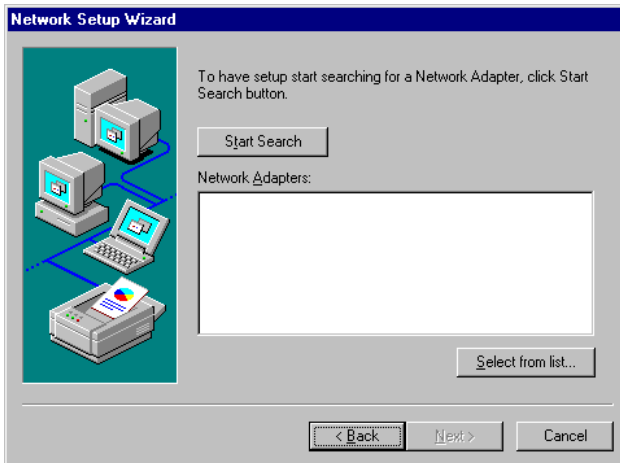 Network Setup Wizard
To have setup start searching for a Network Adapter, click Start
Search button.
Start Search
Network Adapters:
Select from list...
< Back
Next >
Cancel